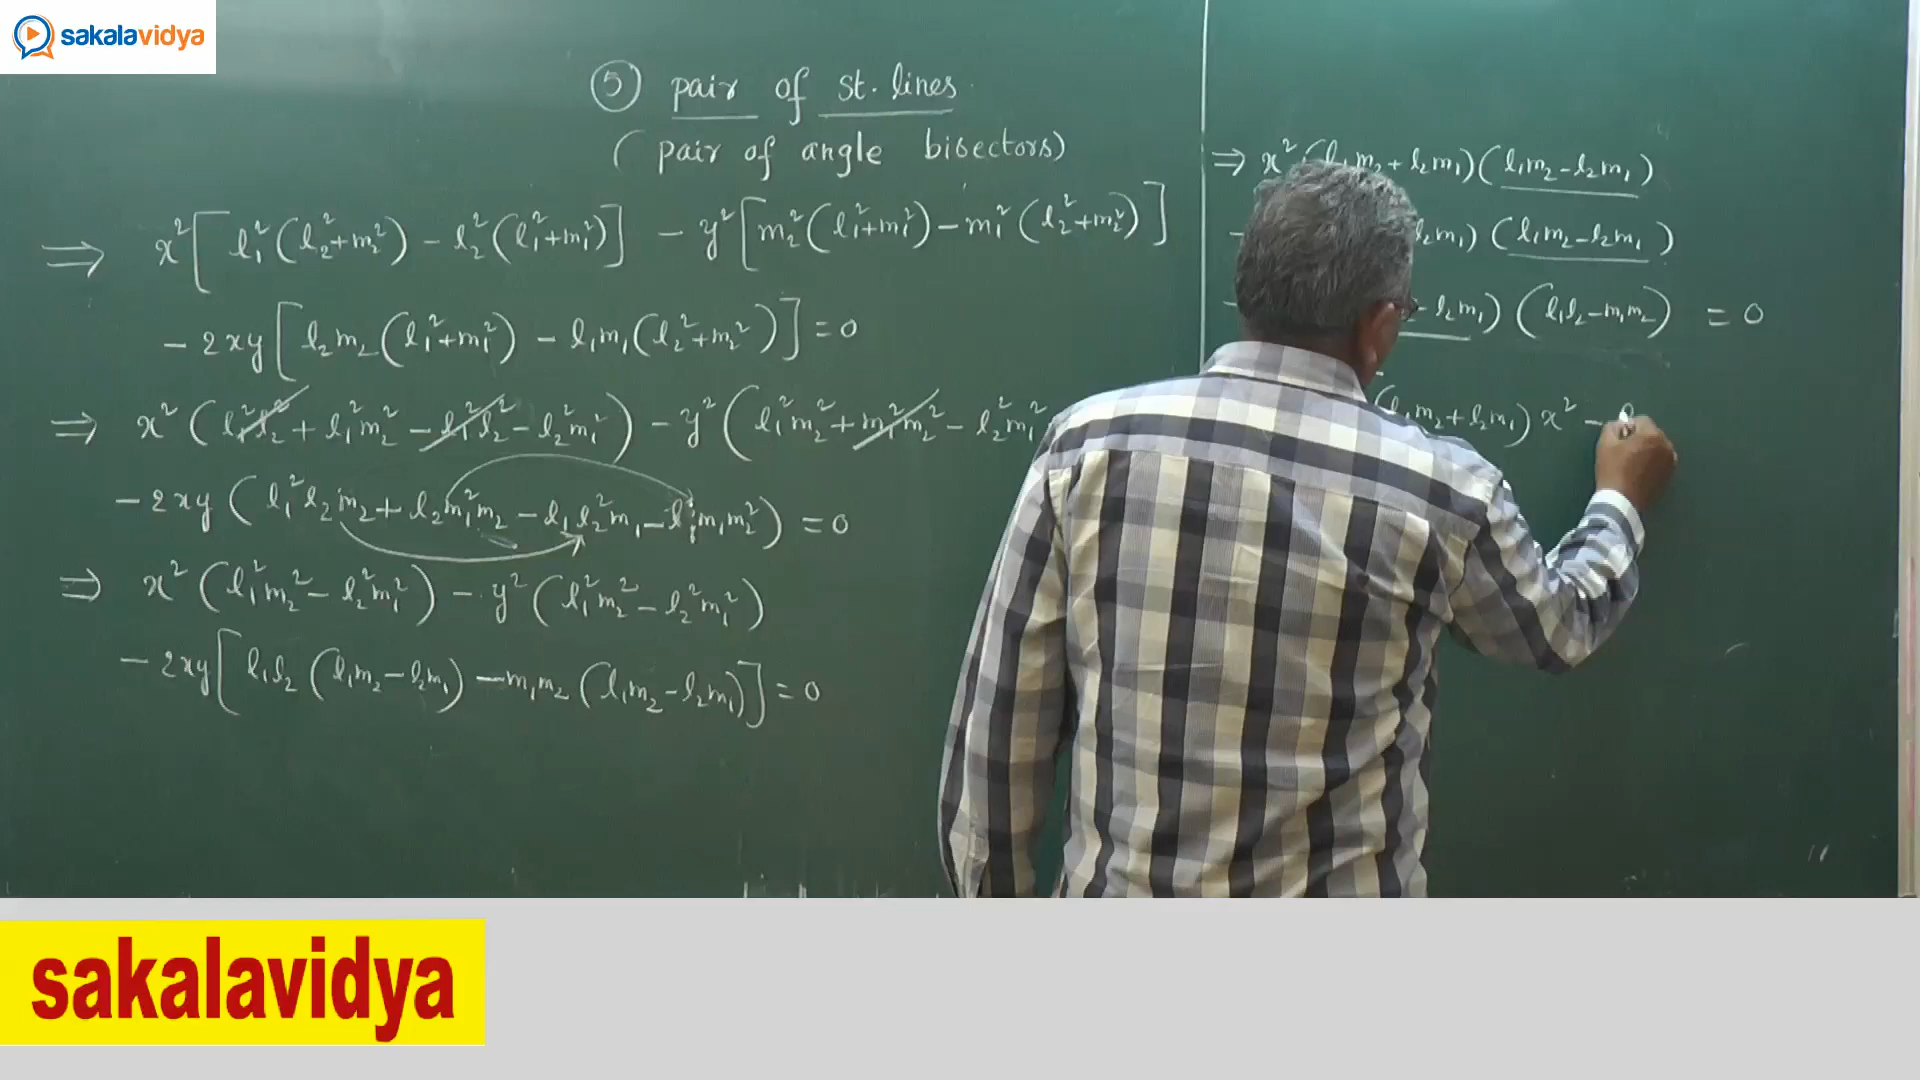 sakalavidya
⑤ pair of st. lines
(pair of angle bisectors)
⇒ x²[l₁²(l₂²+m₂²) - l₂²(l₁²+m₁²)] - y²[m₂²(l₁²+m₁²) - m₁²(l₂²+m₂²)]
- 2xy[l₂m₂(l₁²+m₁²) - l₁m₁(l₂²+m₂²)] = 0
⇒ x²(l₁²l₂² + l₁²m₂² - l₁²l₂² - l₂²m₁²) - y²(l₁²m₂² + m₁²m₂² - l₂²m₁²
- 2xy(l₁²l₂m₂ + l₂m₁²m₂ - l₁l₂²m₁ - l₁m₁m₂²) = 0
⇒ x²(l₁²m₂² - l₂²m₁²) - y²(l₁²m₂² - l₂²m₁²)
- 2xy[l₁l₂(l₁m₂ - l₂m₁) - m₁m₂(l₁m₂ - l₂m₁)] = 0
⇒ x²(l₁m₂ + l₂m₁)(l₁m₂ - l₂m₁)
- l₂m₁)(l₁m₂ - l₂m₁)
- - l₂m₁)(l₁l₂ - m₁m₂) = 0
(l₁m₂ + l₂m₁)x² -
sakalavidya